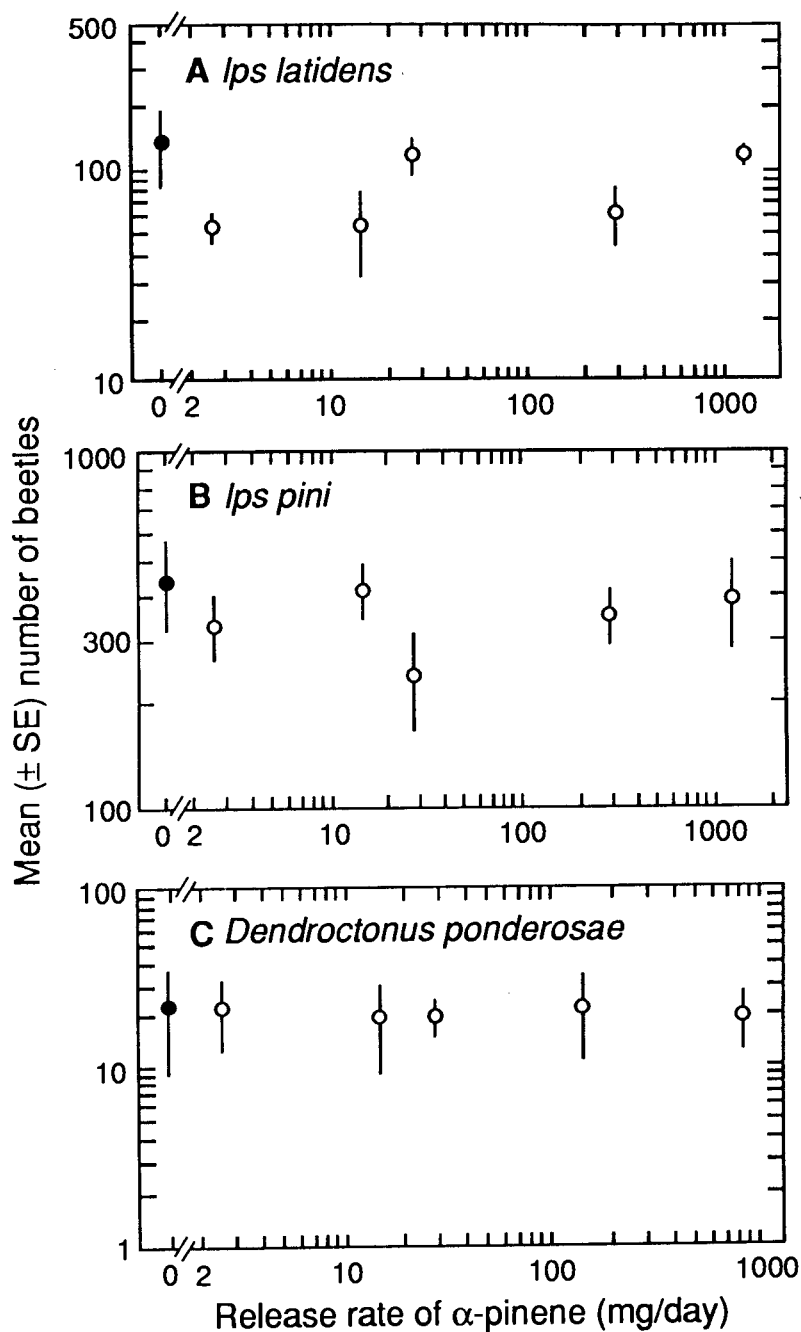 Mean (± SE) number of beetles
500
100
10
A Ips latidens
0 2 10 100 1000
1000
300
100
B Ips pini
0 2 10 100 1000
100
10
1
C Dendroctonus ponderosae
0 2 10 100 1000
Release rate of α-pinene (mg/day)